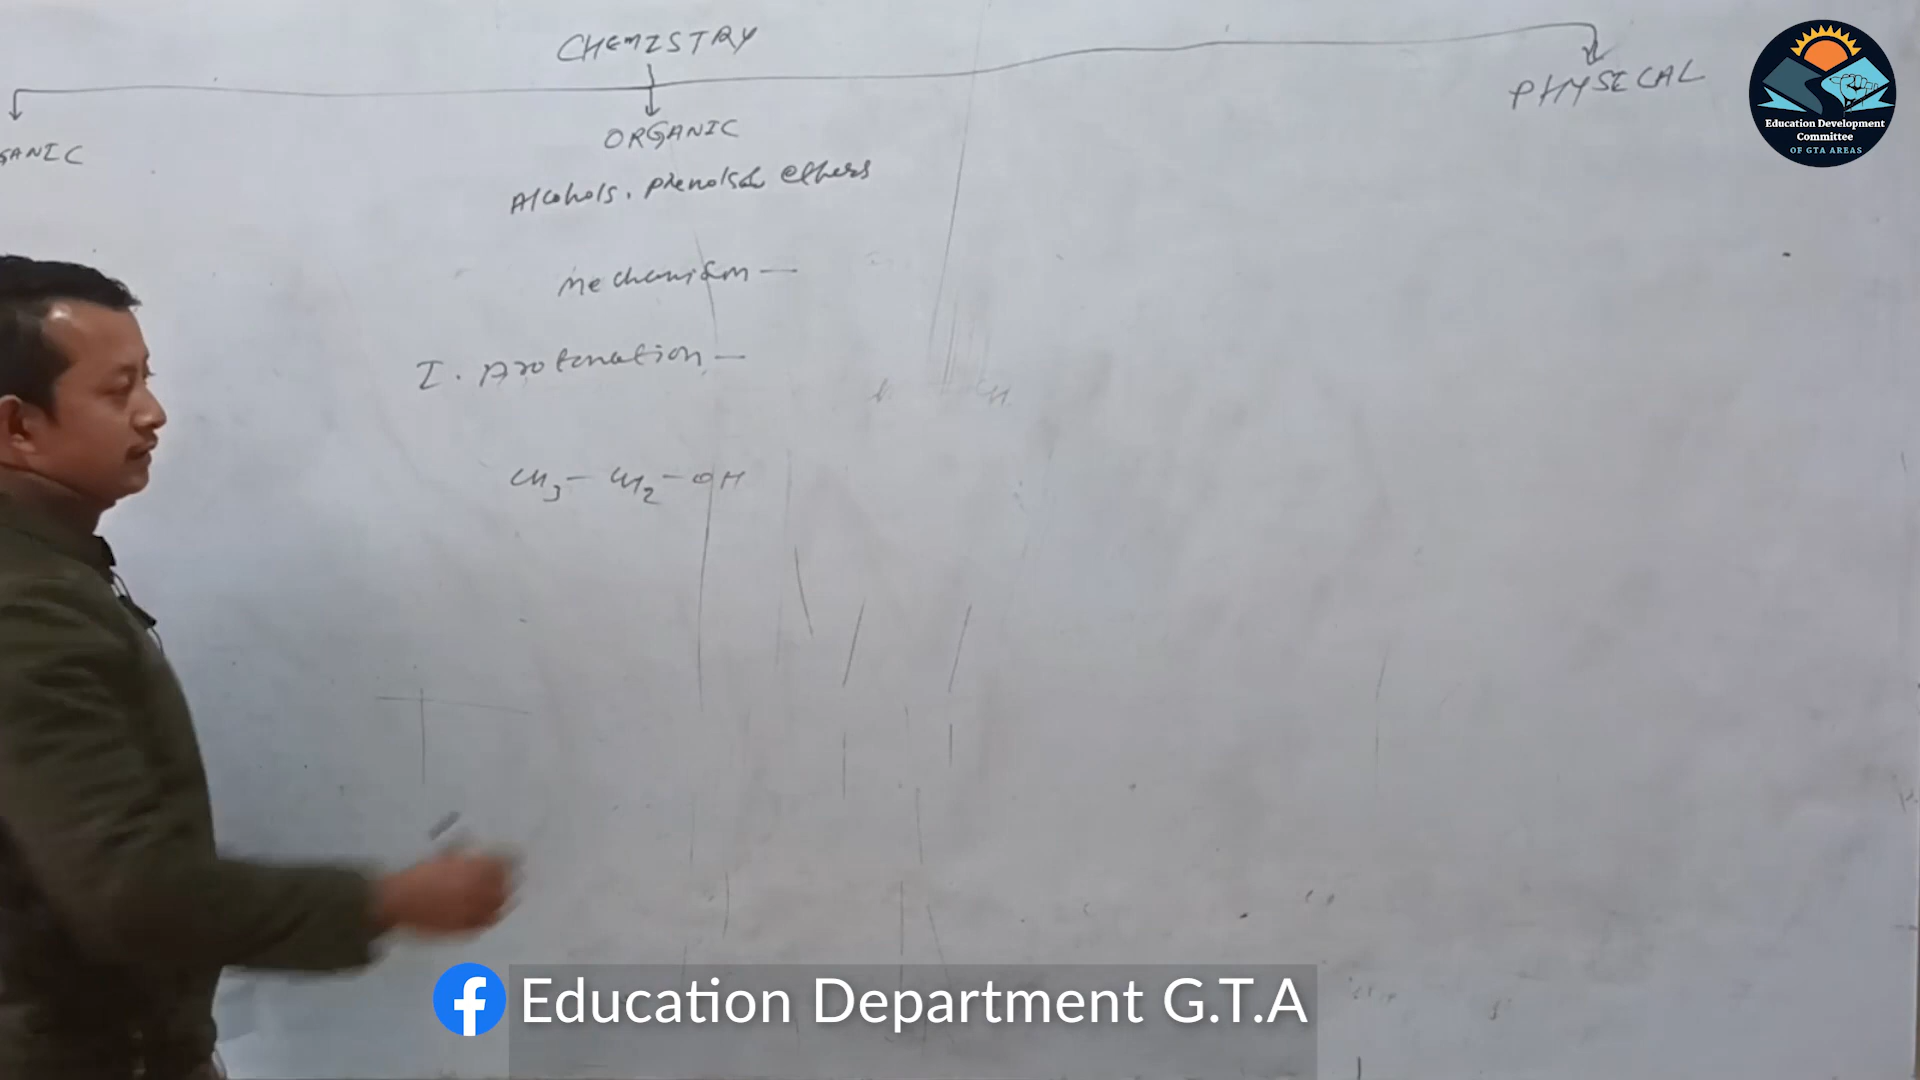 CHEMISTRY
PHYSICAL
GANIC
ORGANIC
Alcohols, phenols & ethers
Mechanism —
I. Protonation —
CH3 - CH2 - OH
Education Development
Committee
OF GTA AREAS
Education Department G.T.A